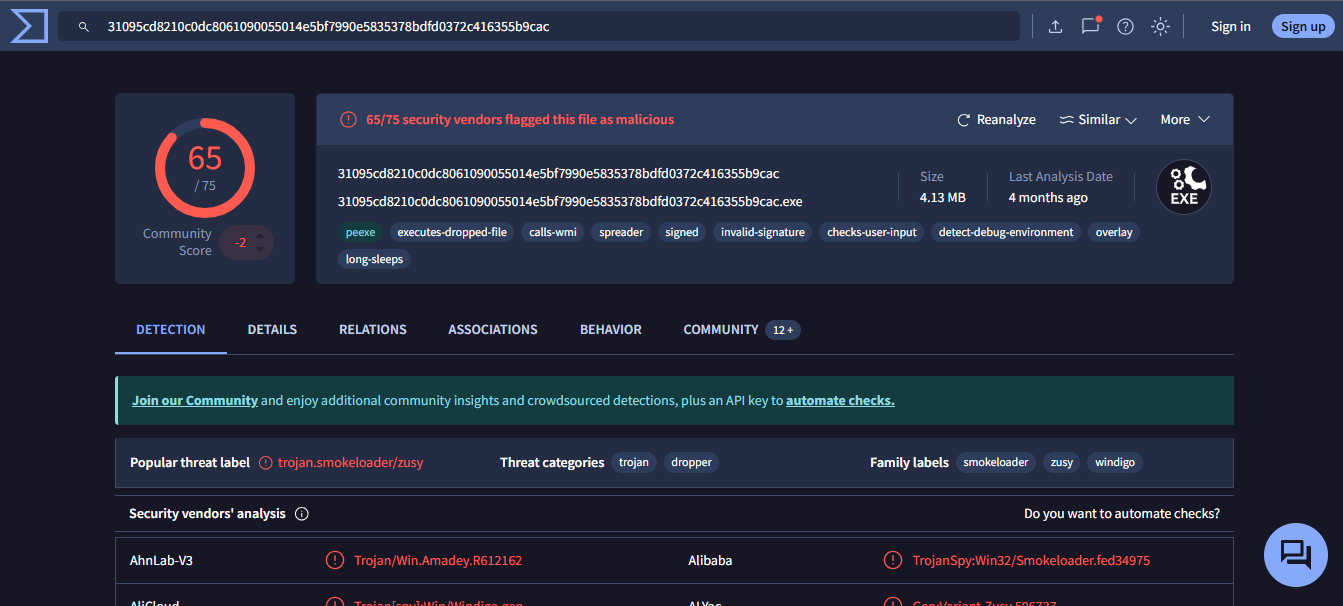 31095cd8210c0dc8061090055014e5bf7990e5835378bdfd0372c416355b9cac
Sign in
Sign up
65
/ 75
Community Score
-2
65/75 security vendors flagged this file as malicious
Reanalyze
Similar
More
31095cd8210c0dc8061090055014e5bf7990e5835378bdfd0372c416355b9cac
31095cd8210c0dc8061090055014e5bf7990e5835378bdfd0372c416355b9cac.exe
Size
4.13 MB
Last Analysis Date
4 months ago
EXE
peexe
executes-dropped-file
calls-wmi
spreader
signed
invalid-signature
checks-user-input
detect-debug-environment
overlay
long-sleeps
DETECTION
DETAILS
RELATIONS
ASSOCIATIONS
BEHAVIOR
COMMUNITY
12 +
Join our Community and enjoy additional community insights and crowdsourced detections, plus an API key to automate checks.
Popular threat label
trojan.smokeloader/zusy
Threat categories
trojan
dropper
Family labels
smokeloader
zusy
windigo
Security vendors' analysis
Do you want to automate checks?
AhnLab-V3
Trojan/Win.Amadey.R612162
Alibaba
TrojanSpy:Win32/Smokeloader.fed34975
AliCloud
Trojan[spy]:Win/Windigo.gen
ALYac